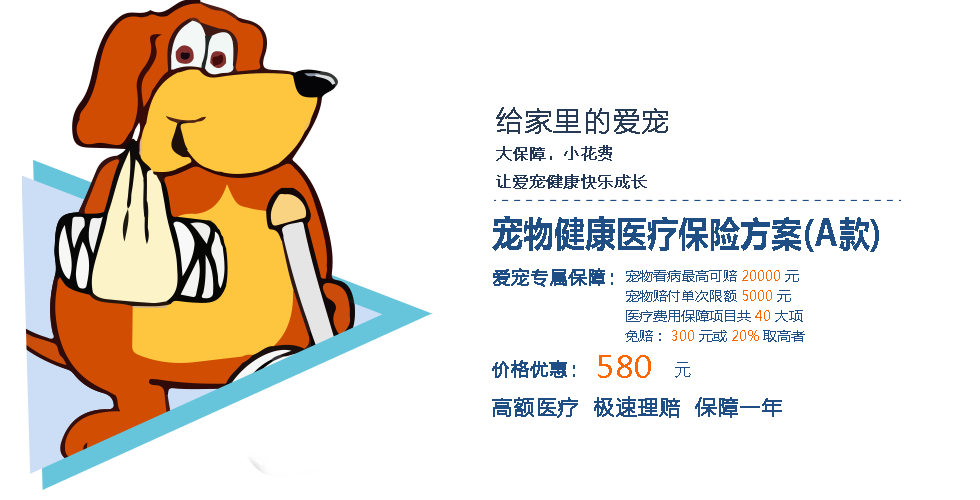 给家里的爱宠
大保障，小花费
让爱宠健康快乐成长
宠物健康医疗保险方案(A款)
爱宠专属保障：宠物看病最高可赔 20000 元
宠物赔付单次限额 5000 元
医疗费用保障项目共 40 大项
免赔： 300 元或 20% 取高者
价格优惠： 580 元
高额医疗 极速理赔 保障一年